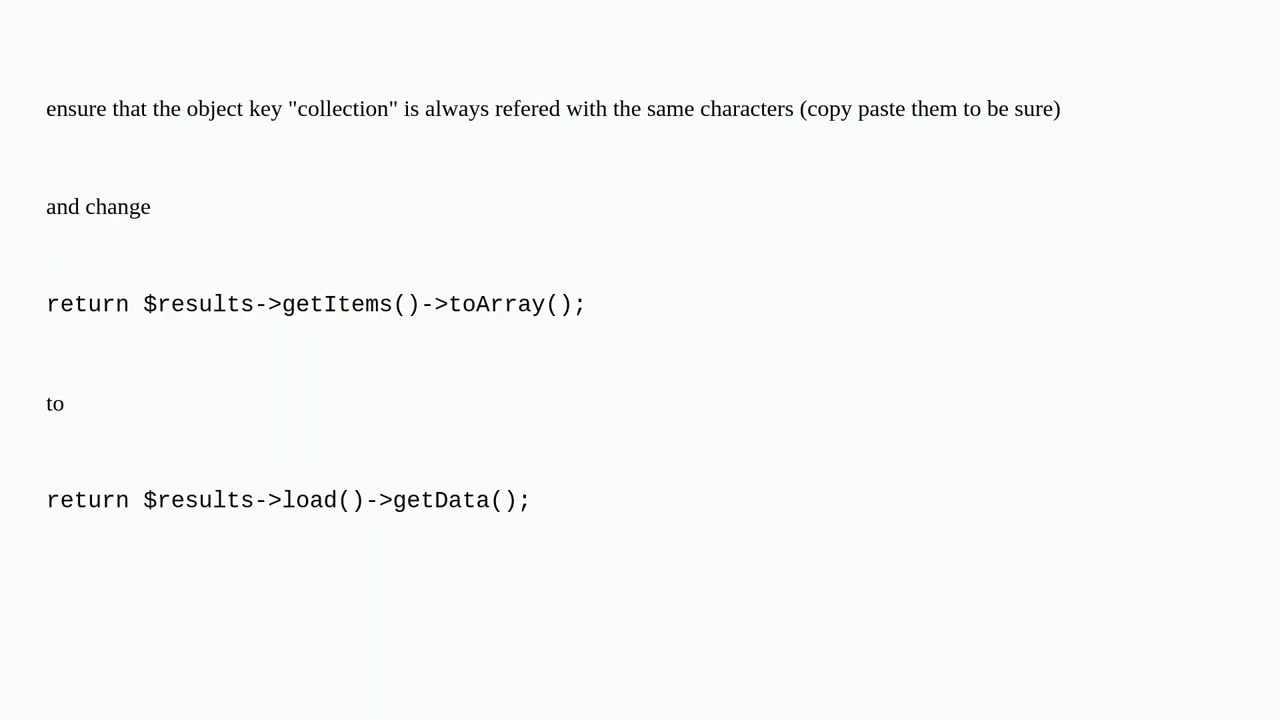 ensure that the object key "collection" is always refered with the same characters (copy paste them to be sure)
and change
return $results->getItems()->toArray();
to
return $results->load()->getData();